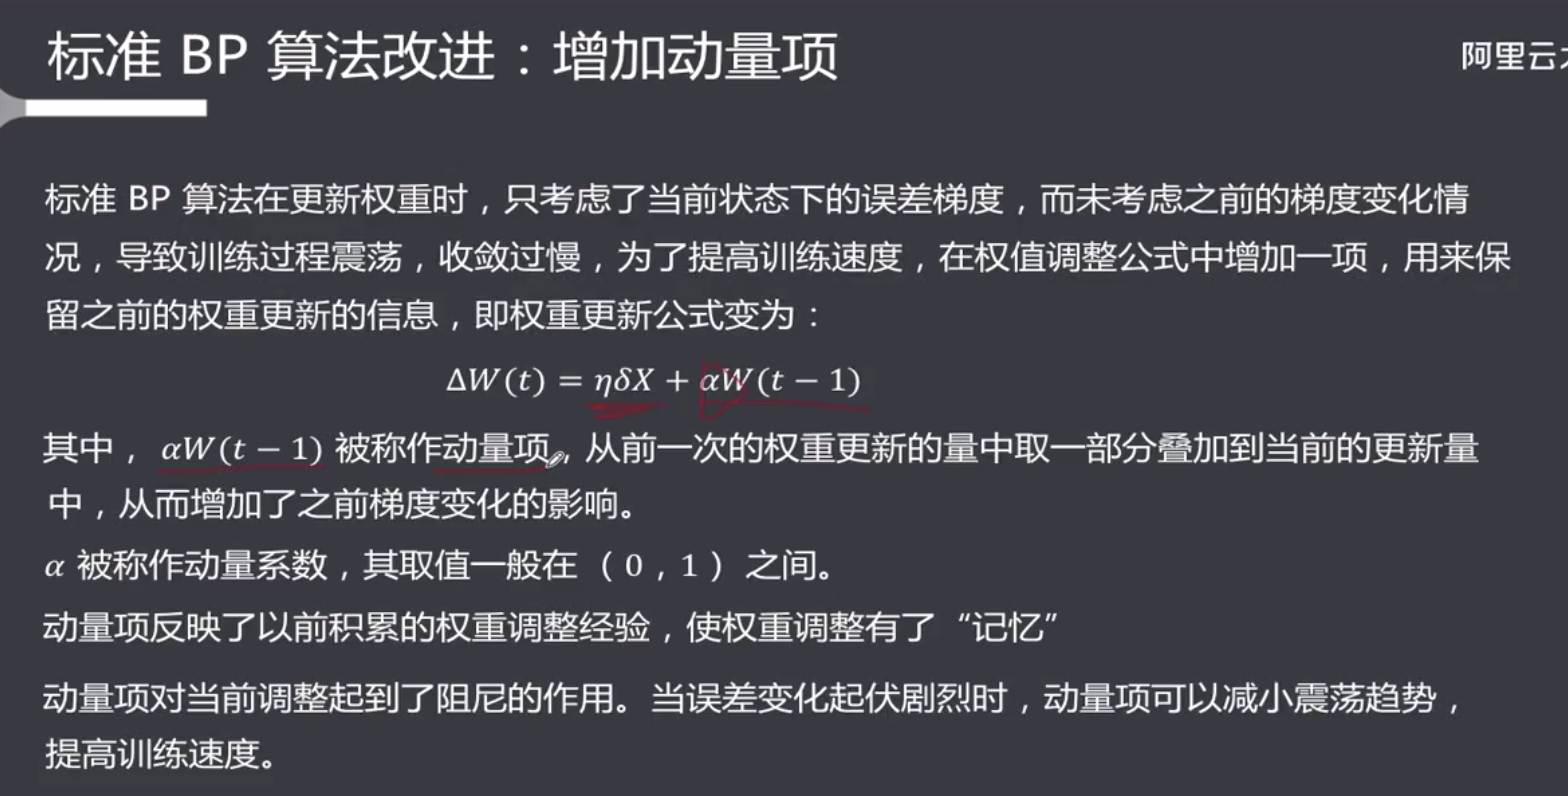 标准 BP 算法改进：增加动量项
阿里云
标准 BP 算法在更新权重时，只考虑了当前状态下的误差梯度，而未考虑之前的梯度变化情
况，导致训练过程震荡，收敛过慢，为了提高训练速度，在权值调整公式中增加一项，用来保
留之前的权重更新的信息，即权重更新公式变为：
ΔW(t) = ηδX + αW(t − 1)
其中， αW(t − 1) 被称作动量项，从前一次的权重更新的量中取一部分叠加到当前的更新量
中，从而增加了之前梯度变化的影响。
α 被称作动量系数，其取值一般在（ 0 , 1 ）之间。
动量项反映了以前积累的权重调整经验，使权重调整有了“记忆”
动量项对当前调整起到了阻尼的作用。当误差变化起伏剧烈时，动量项可以减小震荡趋势，
提高训练速度。